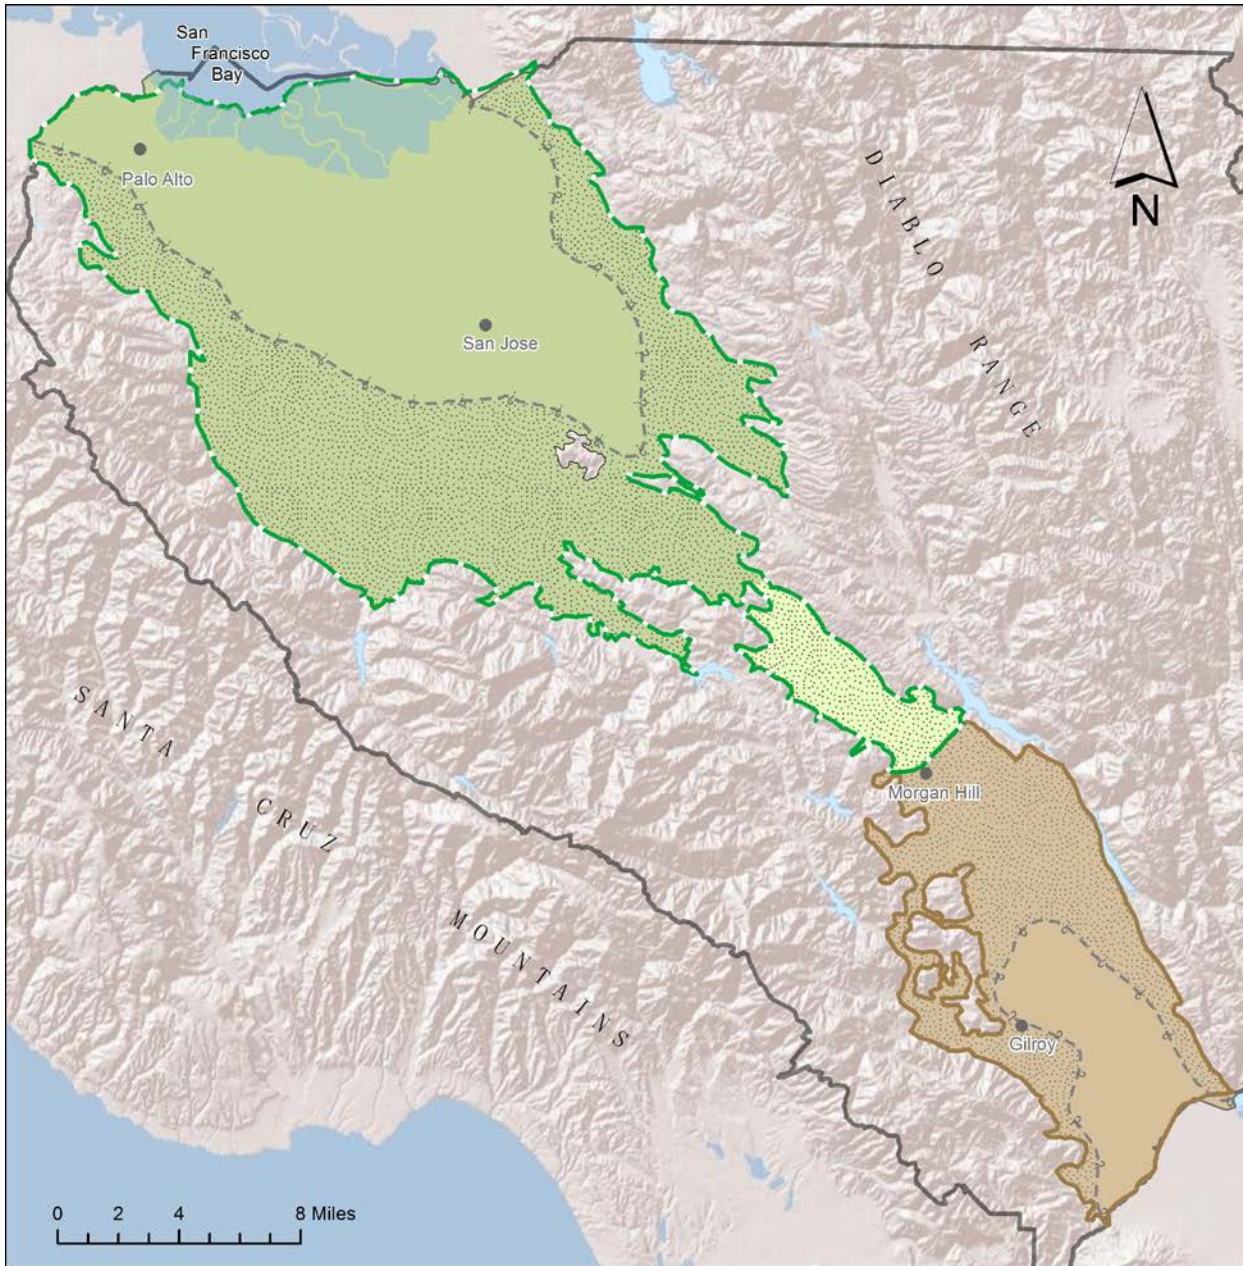 San
Francisco
Bay
Palo Alto
San Jose
DIABLO
RANGE
N
SANTA
CRUZ
MOUNTAINS
Morgan Hill
Gilroy
0 2 4 8 Miles